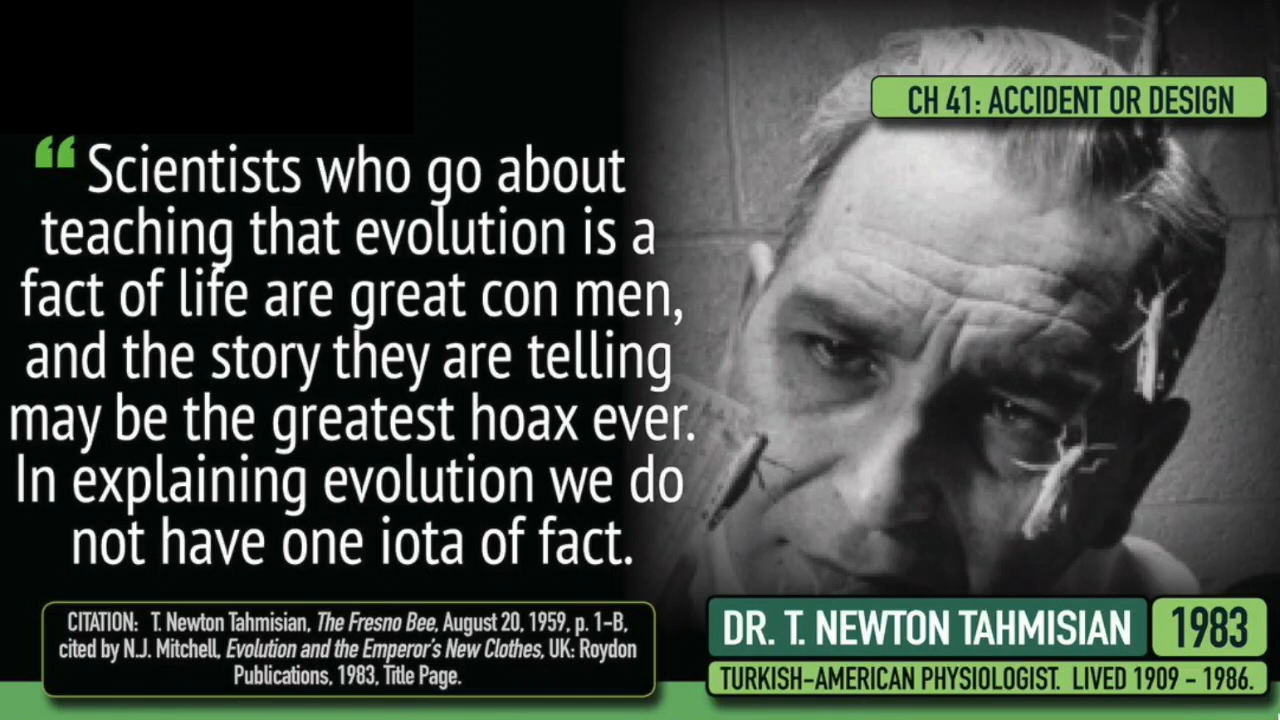 CH 41: ACCIDENT OR DESIGN
“ Scientists who go about
teaching that evolution is a
fact of life are great con men,
and the story they are telling
may be the greatest hoax ever.
In explaining evolution we do
not have one iota of fact.
CITATION: T. Newton Tahmisian, The Fresno Bee, August 20, 1959, p. 1–B,
cited by N.J. Mitchell, Evolution and the Emperor's New Clothes, UK: Roydon
Publications, 1983, Title Page.
DR. T. NEWTON TAHMISIAN 1983
TURKISH-AMERICAN PHYSIOLOGIST. LIVED 1909 - 1986.